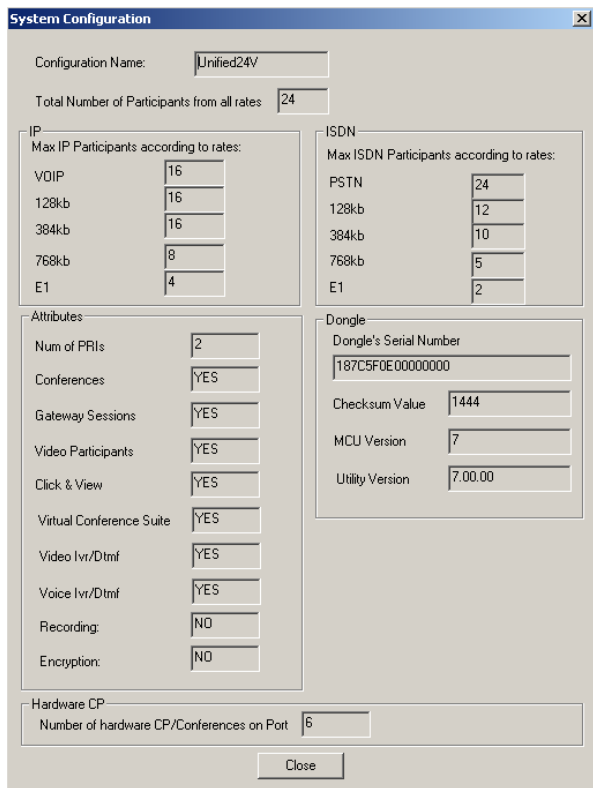 System Configuration
Configuration Name: Unified24V
Total Number of Participants from all rates 24
IP
Max IP Participants according to rates:
VOIP 16
128kb 16
384kb 16
768kb 8
E1 4
ISDN
Max ISDN Participants according to rates:
PSTN 24
128kb 12
384kb 10
768kb 5
E1 2
Attributes
Num of PRIs 2
Conferences YES
Gateway Sessions YES
Video Participants YES
Click & View YES
Virtual Conference Suite YES
Video Ivr/Dtmf YES
Voice Ivr/Dtmf YES
Recording: NO
Encryption: NO
Dongle
Dongle's Serial Number
187C5F0E00000000
Checksum Value 1444
MCU Version 7
Utility Version 7.00.00
Hardware CP
Number of hardware CP/Conferences on Port 6
Close